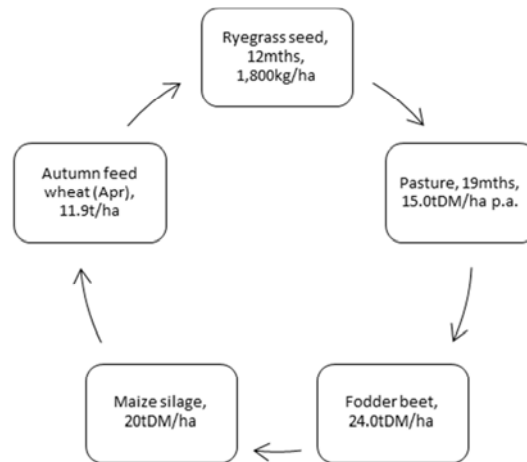 Ryegrass seed,
12mths,
1,800kg/ha
Pasture, 19mths,
15.0tDM/ha p.a.
Fodder beet,
24.0tDM/ha
Maize silage,
20tDM/ha
Autumn feed
wheat (Apr),
11.9t/ha